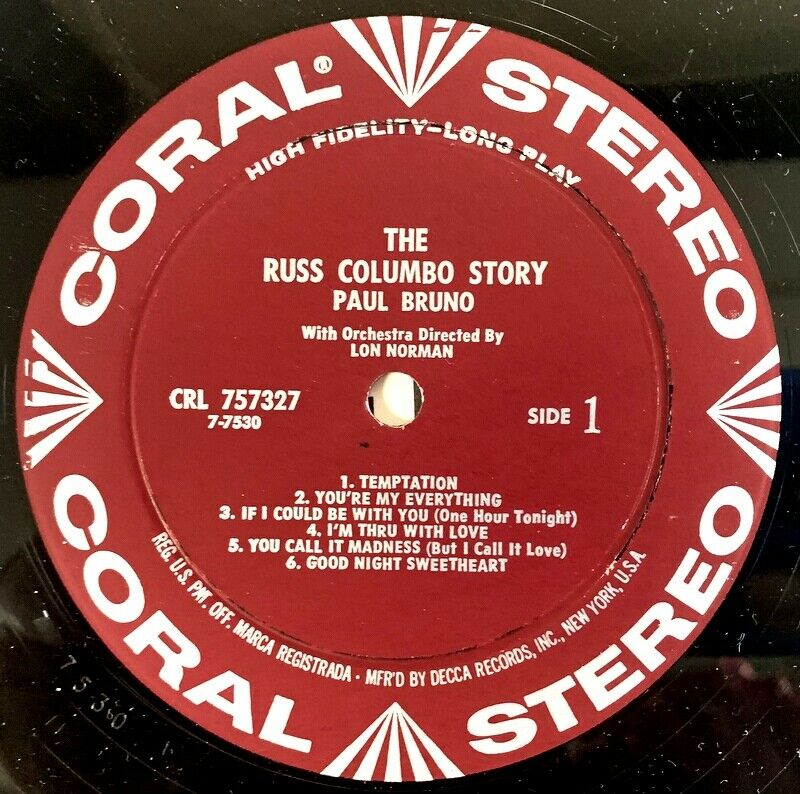 CORAL®
STEREO
HIGH FIDELITY–LONG PLAY
THE
RUSS COLUMBO STORY
PAUL BRUNO
With Orchestra Directed By
LON NORMAN
CRL 757327
7-7530
SIDE 1
1. TEMPTATION
2. YOU'RE MY EVERYTHING
3. IF I COULD BE WITH YOU (One Hour Tonight)
4. I'M THRU WITH LOVE
5. YOU CALL IT MADNESS (But I Call It Love)
6. GOOD NIGHT SWEETHEART
REG. U.S. PAT. OFF. MARCA REGISTRADA • MFR'D BY DECCA RECORDS, INC., NEW YORK, U.S.A.
CORAL
STEREO